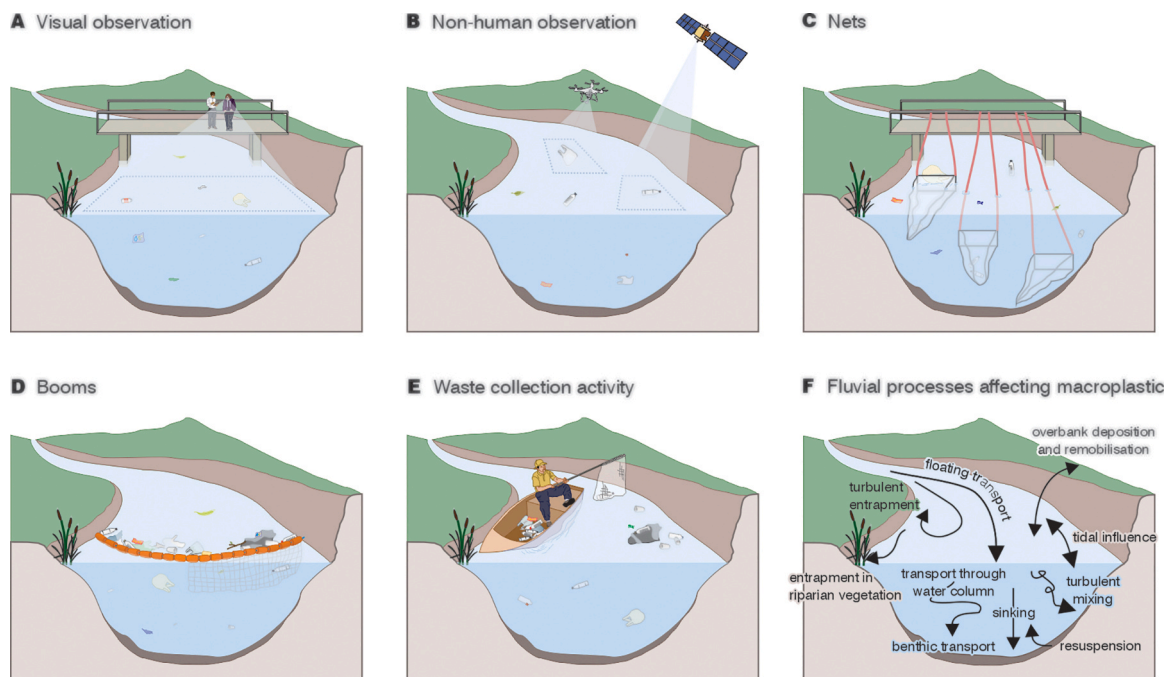 A Visual observation
B Non-human observation
C Nets
D Booms
E Waste collection activity
F Fluvial processes affecting macroplastic
overbank deposition
and remobilisation
floating transport
turbulent
entrapment
tidal influence
entrapment in
riparian vegetation
transport through
water column
turbulent
mixing
sinking
benthic transport
resuspension